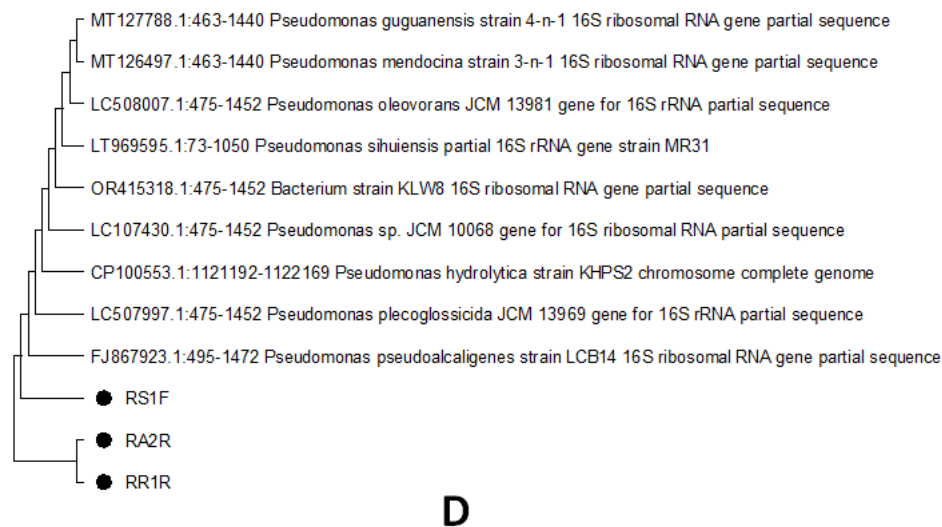 MT127788.1:463-1440 Pseudomonas guguanensis strain 4-n-1 16S ribosomal RNA gene partial sequence
MT126497.1:463-1440 Pseudomonas mendocina strain 3-n-1 16S ribosomal RNA gene partial sequence
LC508007.1:475-1452 Pseudomonas oleovorans JCM 13981 gene for 16S rRNA partial sequence
LT969595.1:73-1050 Pseudomonas sihuiensis partial 16S rRNA gene strain MR31
OR415318.1:475-1452 Bacterium strain KLW8 16S ribosomal RNA gene partial sequence
LC107430.1:475-1452 Pseudomonas sp. JCM 10068 gene for 16S ribosomal RNA partial sequence
CP100553.1:1121192-1122169 Pseudomonas hydrolytica strain KHPS2 chromosome complete genome
LC507997.1:475-1452 Pseudomonas plecoglossicida JCM 13969 gene for 16S rRNA partial sequence
FJ867923.1:495-1472 Pseudomonas pseudoalcaligenes strain LCB14 16S ribosomal RNA gene partial sequence
RS1F
RA2R
RR1R
D